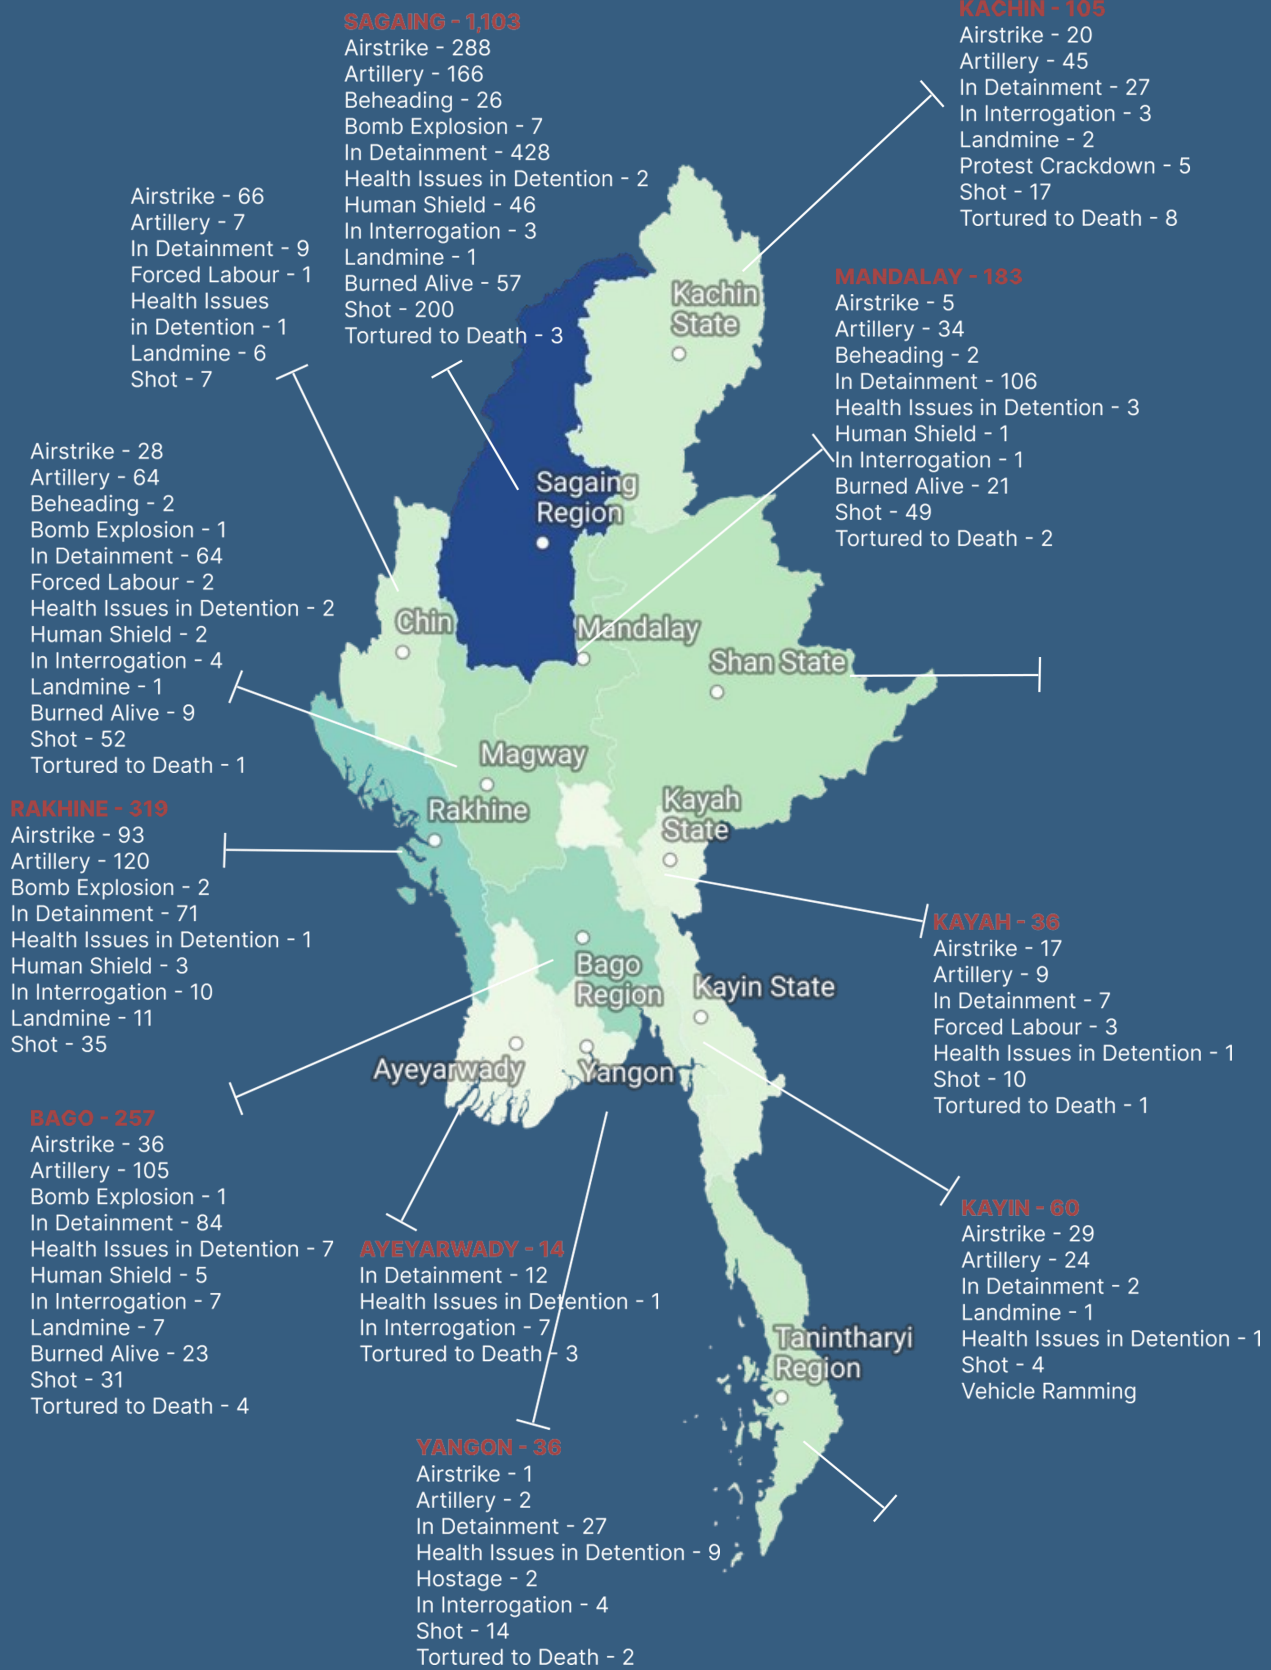 SAGAING - 1,103
Airstrike - 288
Artillery - 166
Beheading - 26
Bomb Explosion - 7
In Detainment - 428
Health Issues in Detention - 2
Human Shield - 46
In Interrogation - 3
Landmine - 1
Burned Alive - 57
Shot - 200
Tortured to Death - 3
KACHIN - 105
Airstrike - 20
Artillery - 45
In Detainment - 27
In Interrogation - 3
Landmine - 2
Protest Crackdown - 5
Shot - 17
Tortured to Death - 8
Airstrike - 66
Artillery - 7
In Detainment - 9
Forced Labour - 1
Health Issues
in Detention - 1
Landmine - 6
Shot - 7
MANDALAY - 183
Airstrike - 5
Artillery - 34
Beheading - 2
In Detainment - 106
Health Issues in Detention - 3
Human Shield - 1
In Interrogation - 1
Burned Alive - 21
Shot - 49
Tortured to Death - 2
Airstrike - 28
Artillery - 64
Beheading - 2
Bomb Explosion - 1
In Detainment - 64
Forced Labour - 2
Health Issues in Detention - 2
Human Shield - 2
In Interrogation - 4
Landmine - 1
Burned Alive - 9
Shot - 52
Tortured to Death - 1
Kachin
State
Sagaing
Region
Chin
Mandalay
Shan State
Magway
Rakhine
Kayah
State
Bago
Region
Kayin State
Ayeyarwady
Yangon
Tanintharyi
Region
RAKHINE - 319
Airstrike - 93
Artillery - 120
Bomb Explosion - 2
In Detainment - 71
Health Issues in Detention - 1
Human Shield - 3
In Interrogation - 10
Landmine - 11
Shot - 35
KAYAH - 36
Airstrike - 17
Artillery - 9
In Detainment - 7
Forced Labour - 3
Health Issues in Detention - 1
Shot - 10
Tortured to Death - 1
BAGO - 257
Airstrike - 36
Artillery - 105
Bomb Explosion - 1
In Detainment - 84
Health Issues in Detention - 7
Human Shield - 5
In Interrogation - 7
Landmine - 7
Burned Alive - 23
Shot - 31
Tortured to Death - 4
AYEYARWADY - 14
In Detainment - 12
Health Issues in Detention - 1
In Interrogation - 7
Tortured to Death - 3
KAYIN - 60
Airstrike - 29
Artillery - 24
In Detainment - 2
Landmine - 1
Health Issues in Detention - 1
Shot - 4
Vehicle Ramming
YANGON - 36
Airstrike - 1
Artillery - 2
In Detainment - 27
Health Issues in Detention - 9
Hostage - 2
In Interrogation - 4
Shot - 14
Tortured to Death - 2